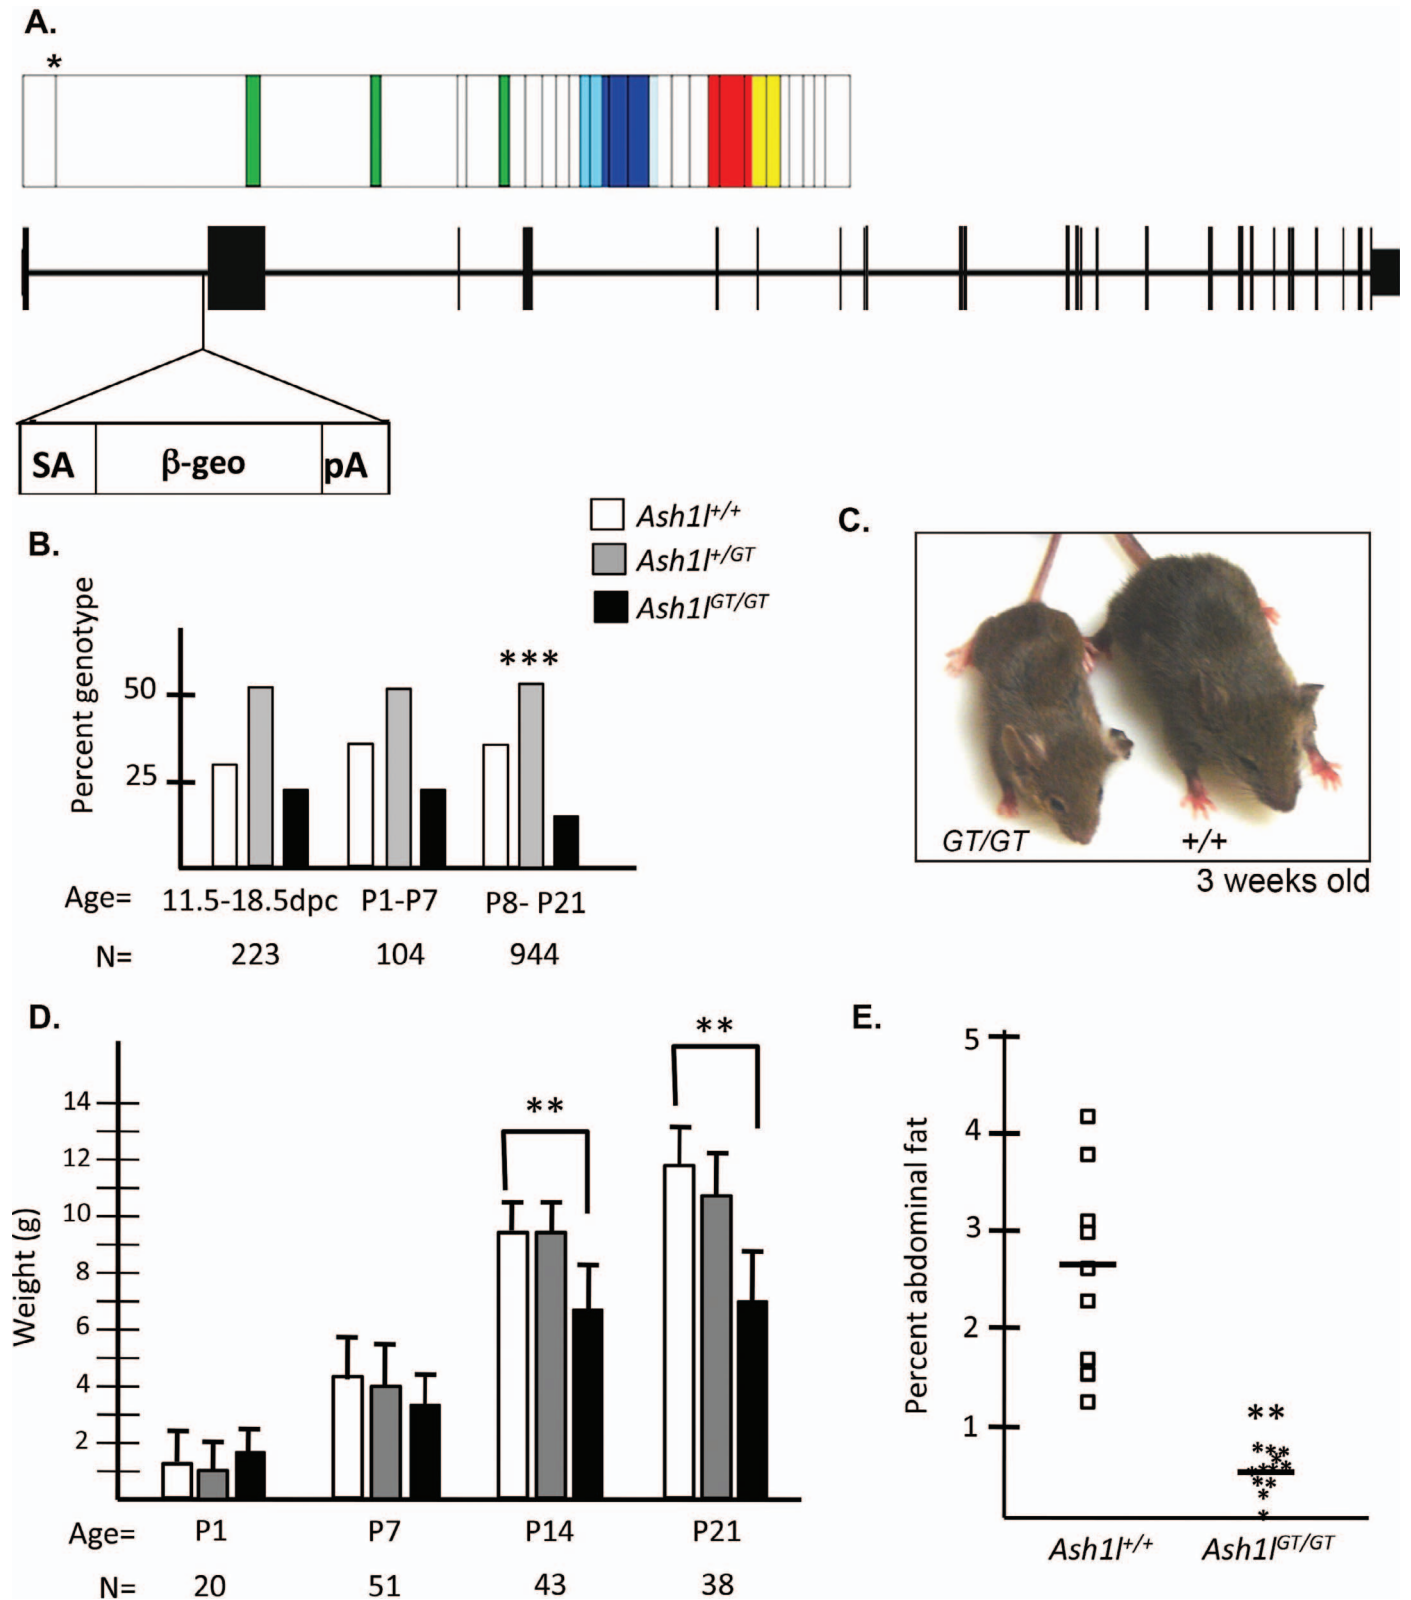 A.
*
SA β-geo pA
B.
Ash1l+/+
Ash1l+/GT
Ash1lGT/GT
Percent genotype
50
25
***
Age= 11.5-18.5dpc P1-P7 P8- P21
N= 223 104 944
C.
GT/GT +/+
3 weeks old
D.
Weight (g)
14
12
10
8
6
4
2
**
**
Age= P1 P7 P14 P21
N= 20 51 43 38
E.
Percent abdominal fat
5
4
3
2
1
**
Ash1l+/+ Ash1lGT/GT